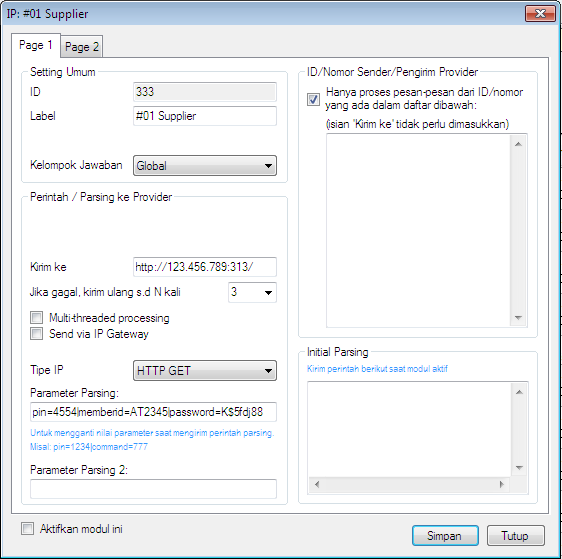 IP: #01 Supplier
Page 1
Page 2
Setting Umum
ID
333
Label
#01 Supplier
Kelompok Jawaban
Global
Perintah / Parsing ke Provider
Kirim ke
http://123.456.789:313/
Jika gagal, kirim ulang s.d N kali
3
Multi-threaded processing
Send via IP Gateway
Tipe IP
HTTP GET
Parameter Parsing:
pin=4554|memberid=AT2345|password=K$5fdj88
Untuk mengganti nilai parameter saat mengirim perintah parsing.
Misal: pin=1234|command=777
Parameter Parsing 2:
ID/Nomor Sender/Pengirim Provider
Hanya proses pesan-pesan dari ID/nomor
yang ada dalam daftar dibawah:
(isian 'Kirim ke' tidak perlu dimasukkan)
Initial Parsing
Kirim perintah berikut saat modul aktif
Aktifkan modul ini
Simpan
Tutup